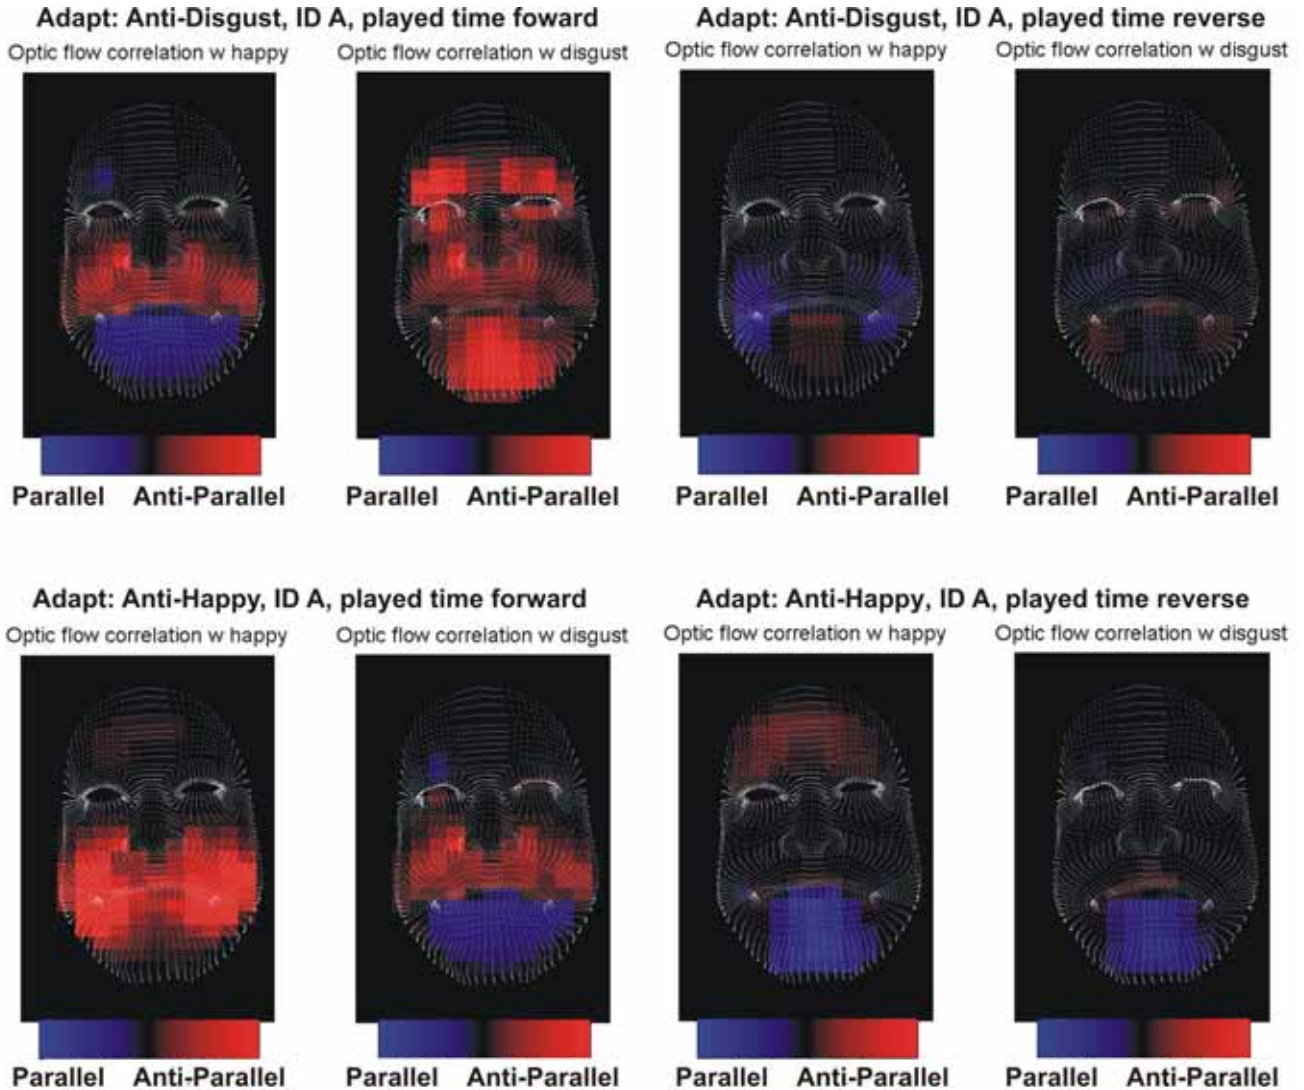 Adapt: Anti-Disgust, ID A, played time foward
Adapt: Anti-Disgust, ID A, played time reverse
Optic flow correlation w happy
Optic flow correlation w disgust
Optic flow correlation w happy
Optic flow correlation w disgust
Parallel Anti-Parallel
Parallel Anti-Parallel
Parallel Anti-Parallel
Parallel Anti-Parallel
Adapt: Anti-Happy, ID A, played time forward
Adapt: Anti-Happy, ID A, played time reverse
Optic flow correlation w happy
Optic flow correlation w disgust
Optic flow correlation w happy
Optic flow correlation w disgust
Parallel Anti-Parallel
Parallel Anti-Parallel
Parallel Anti-Parallel
Parallel Anti-Parallel